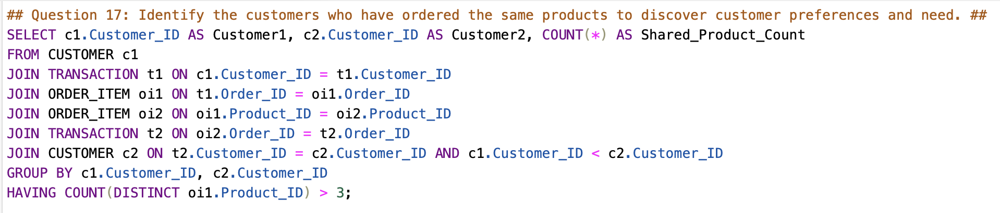 ## Question 17: Identify the customers who have ordered the same products to discover customer preferences and need. ##
SELECT c1.Customer_ID AS Customer1, c2.Customer_ID AS Customer2, COUNT(*) AS Shared_Product_Count
FROM CUSTOMER c1
JOIN TRANSACTION t1 ON c1.Customer_ID = t1.Customer_ID
JOIN ORDER_ITEM oi1 ON t1.Order_ID = oi1.Order_ID
JOIN ORDER_ITEM oi2 ON oi1.Product_ID = oi2.Product_ID
JOIN TRANSACTION t2 ON oi2.Order_ID = t2.Order_ID
JOIN CUSTOMER c2 ON t2.Customer_ID = c2.Customer_ID AND c1.Customer_ID < c2.Customer_ID
GROUP BY c1.Customer_ID, c2.Customer_ID
HAVING COUNT(DISTINCT oi1.Product_ID) > 3;